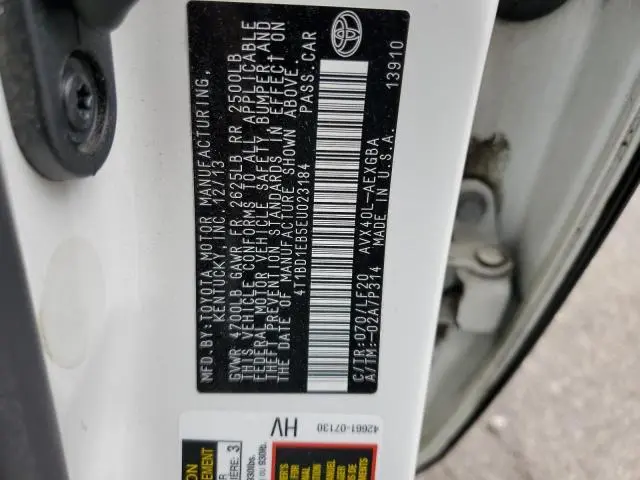 MFD. BY: TOYOTA MOTOR MANUFACTURING,
KENTUCKY, INC. 12/13
GVWR 4700LB GAWR FR 2625LB RR 2500LB
THIS VEHICLE CONFORMS TO ALL APPLICABLE
FEDERAL MOTOR VEHICLE SAFETY, BUMPER, AND
THEFT PREVENTION STANDARDS IN EFFECT ON
THE DATE OF MANUFACTURE SHOWN ABOVE.
4T1BD1EB5EU023184 PASS. CAR
C/TR: 070/LF20 AVX40L-AEXGBA
A/TM: -02A/P314 MADE IN U.S.A.
13910
42661-07130
HV